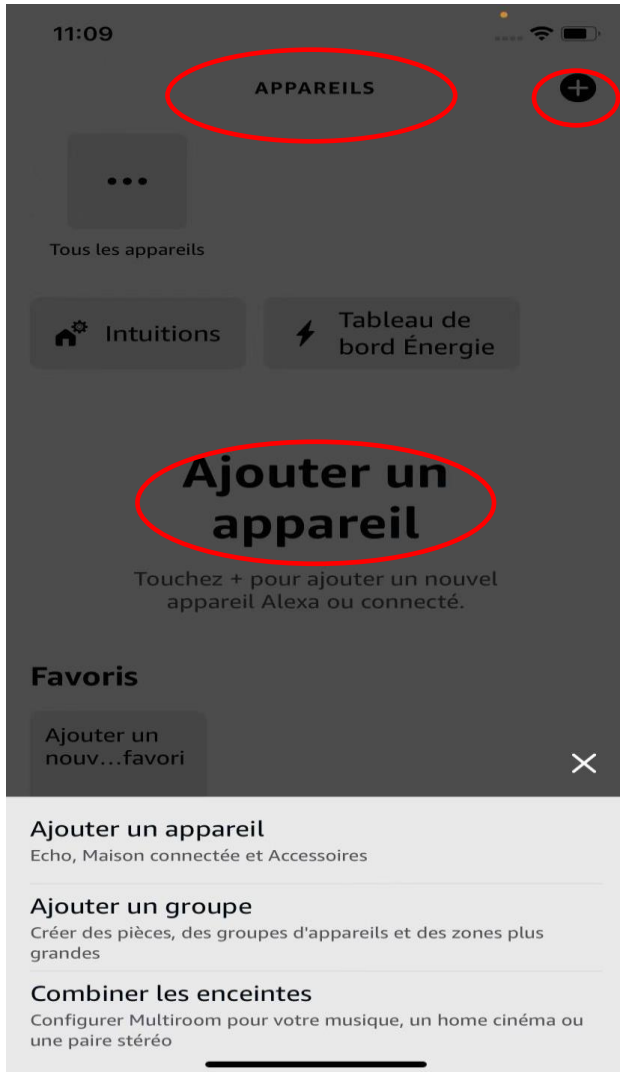 11:09
APPAREILS
Tous les appareils
Intuitions
Tableau de
bord Énergie
Ajouter un
appareil
Touchez + pour ajouter un nouvel
appareil Alexa ou connecté.
Favoris
Ajouter un
nouv...favori
Ajouter un appareil
Echo, Maison connectée et Accessoires
Ajouter un groupe
Créer des pièces, des groupes d'appareils et des zones plus
grandes
Combiner les enceintes
Configurer Multiroom pour votre musique, un home cinéma ou
une paire stéréo